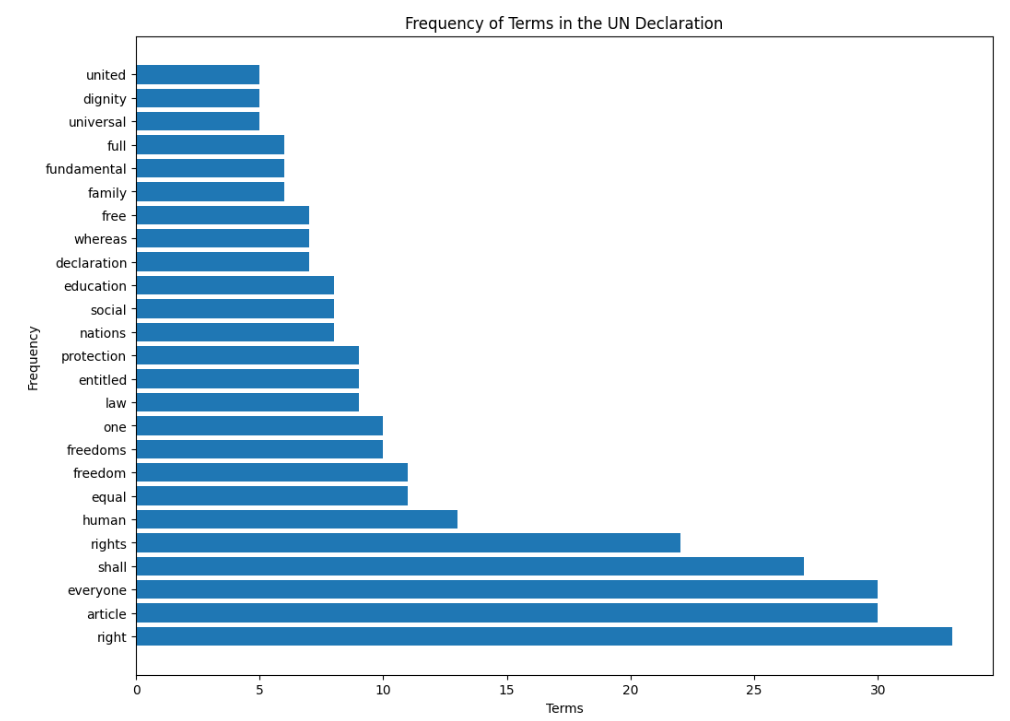 Frequency of Terms in the UN Declaration
united
dignity
universal
full
fundamental
family
free
whereas
declaration
education
social
nations
protection
entitled
law
one
freedoms
freedom
equal
human
rights
shall
everyone
article
right
Frequency
0 5 10 15 20 25 30
Terms